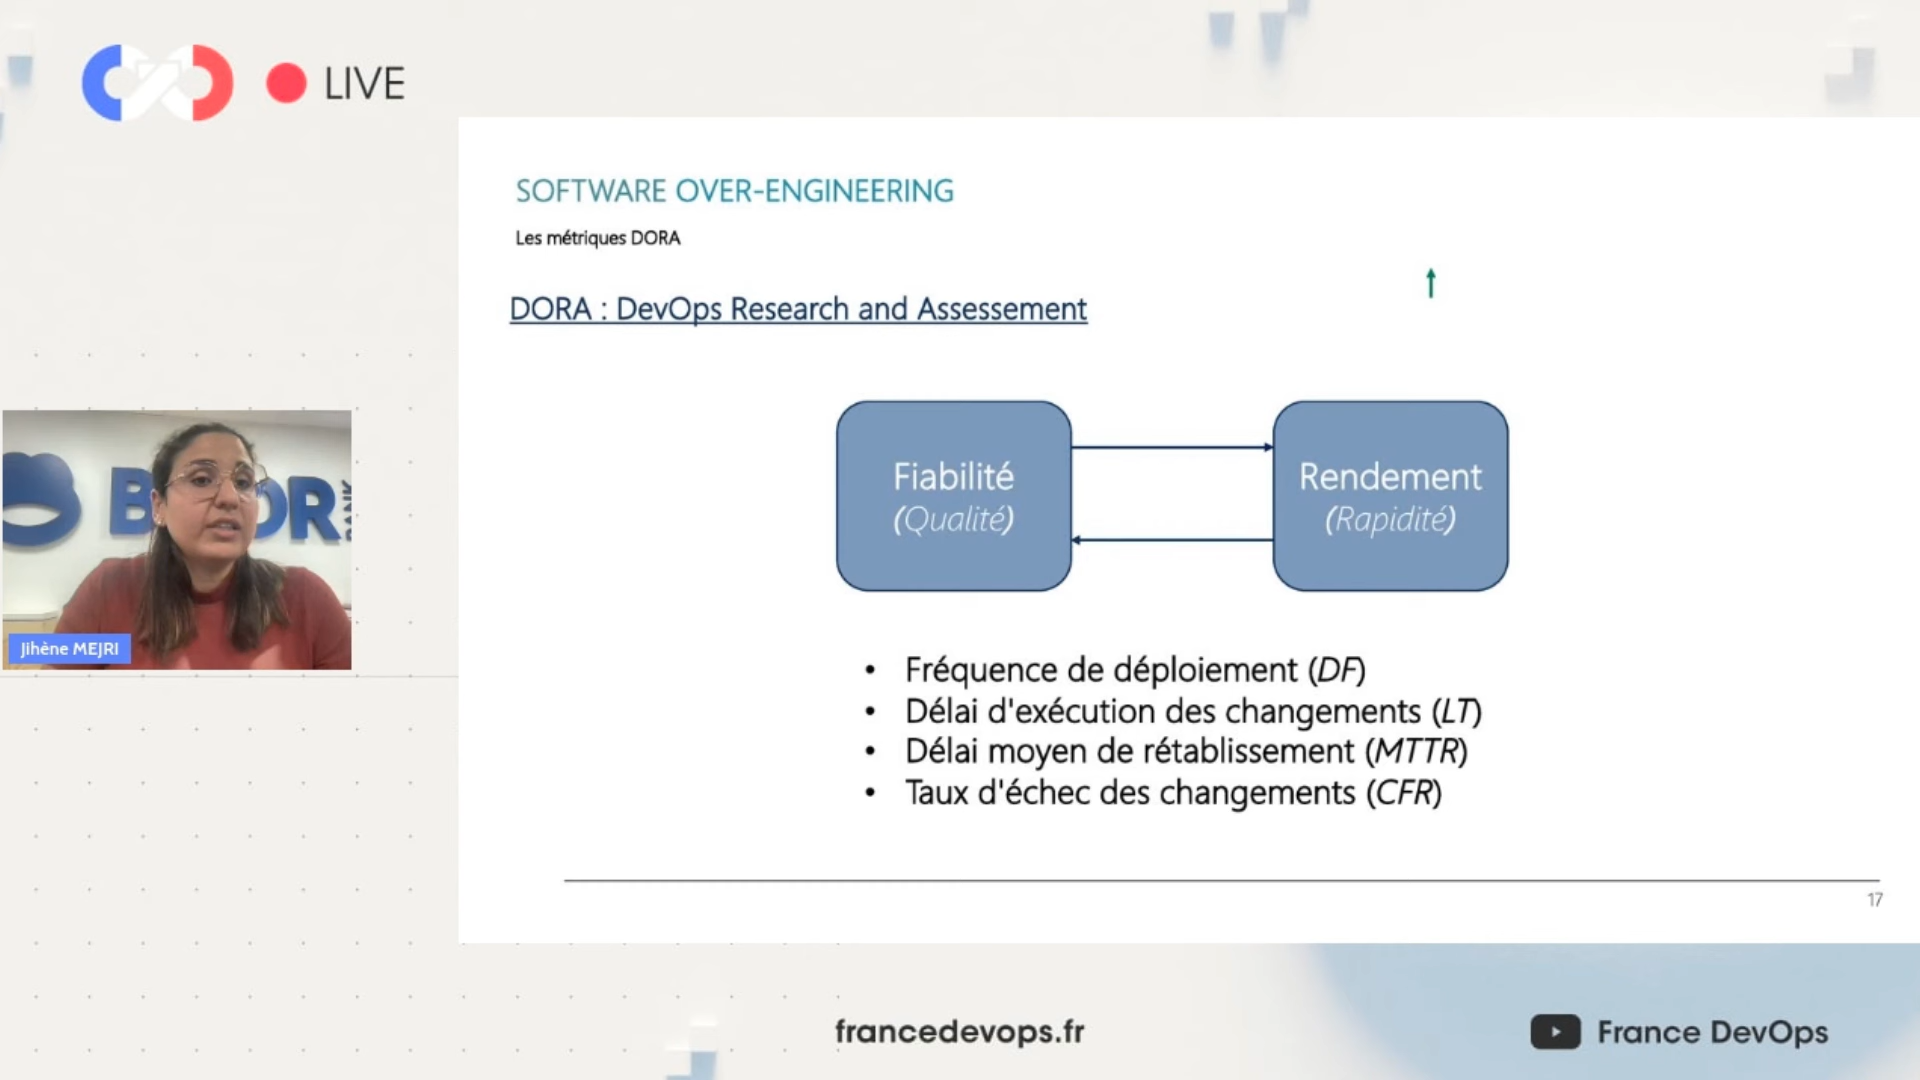 LIVE
SOFTWARE OVER-ENGINEERING
Les métriques DORA
DORA : DevOps Research and Assessement
Fiabilité
(Qualité)
Rendement
(Rapidité)
Jihène MEJRI
• Fréquence de déploiement (DF)
• Délai d'exécution des changements (LT)
• Délai moyen de rétablissement (MTTR)
• Taux d'échec des changements (CFR)
17
francedevops.fr
France DevOps